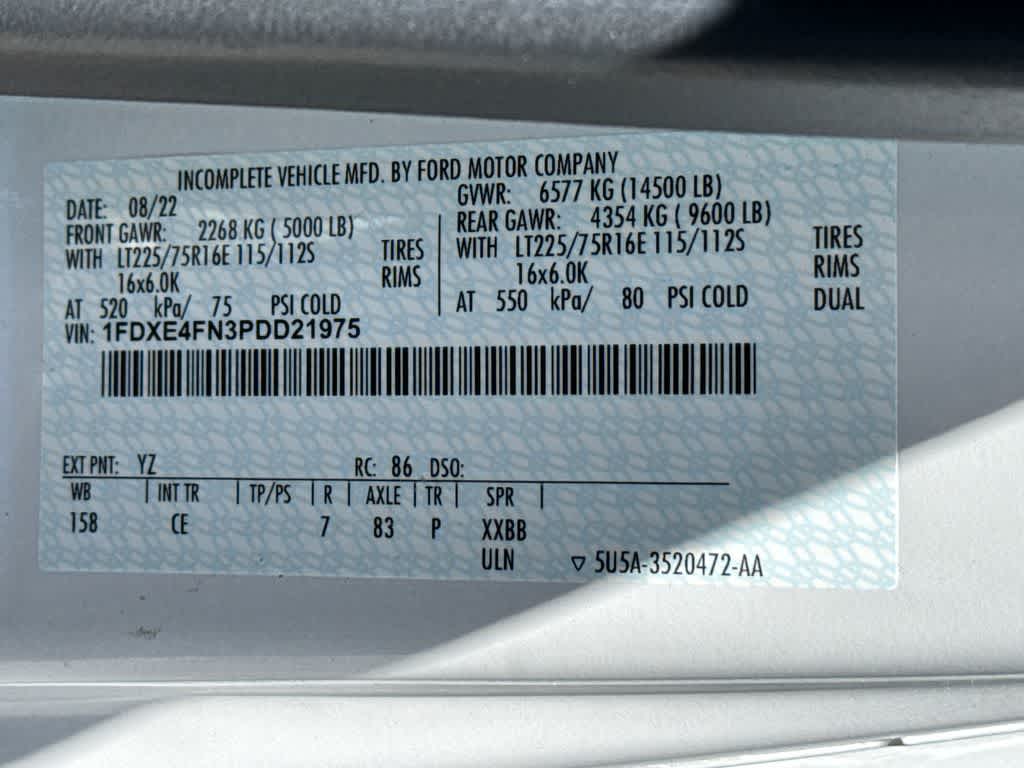 INCOMPLETE VEHICLE MFD. BY FORD MOTOR COMPANY
DATE: 08/22 GVWR: 6577 KG (14500 LB)
FRONT GAWR: 2268 KG ( 5000 LB) REAR GAWR: 4354 KG ( 9600 LB)
WITH LT225/75R16E 115/112S TIRES WITH LT225/75R16E 115/112S TIRES
16x6.0K RIMS 16x6.0K RIMS
AT 520 kPa/ 75 PSI COLD AT 550 kPa/ 80 PSI COLD DUAL
VIN: 1FDXE4FN3PDD21975
EXT PNT: YZ RC: 86 DSO:
WB | INT TR | TP/PS | R | AXLE | TR | SPR |
158 CE 7 83 P XXBB
ULN ▽ 5U5A-3520472-AA